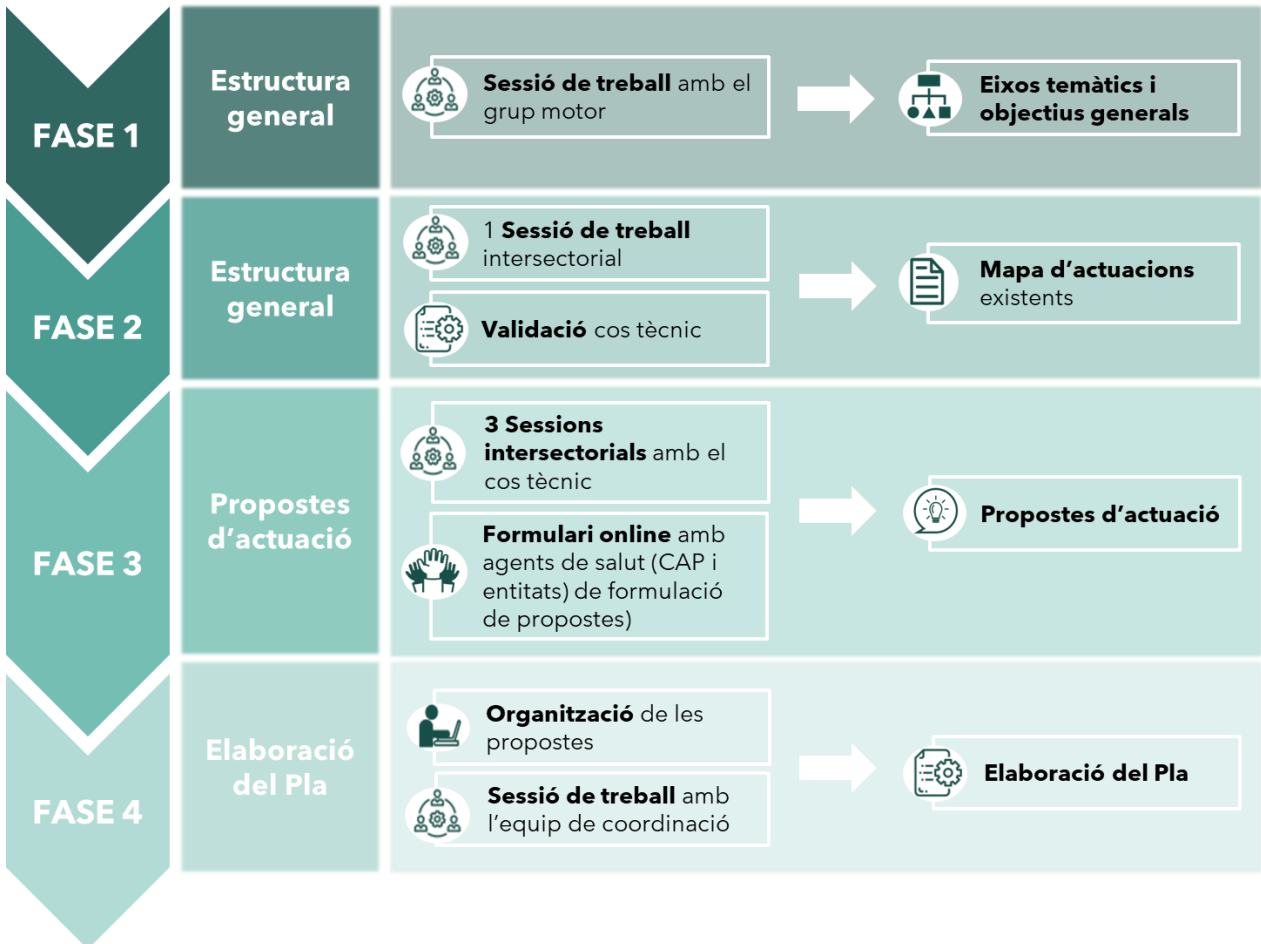 FASE 1
Estructura
general
Sessió de treball amb el
grup motor
Eixos temàtics i
objectius generals
FASE 2
Estructura
general
1 Sessió de treball
intersectorial
Validació cos tècnic
Mapa d’actuacions
existents
FASE 3
Propostes
d’actuació
3 Sessions
intersectorials amb el
cos tècnic
Formulari online amb
agents de salut (CAP i
entitats) de formulació
de propostes)
Propostes d’actuació
FASE 4
Elaboració
del Pla
Organització de les
propostes
Sessió de treball amb
l’equip de coordinació
Elaboració del Pla